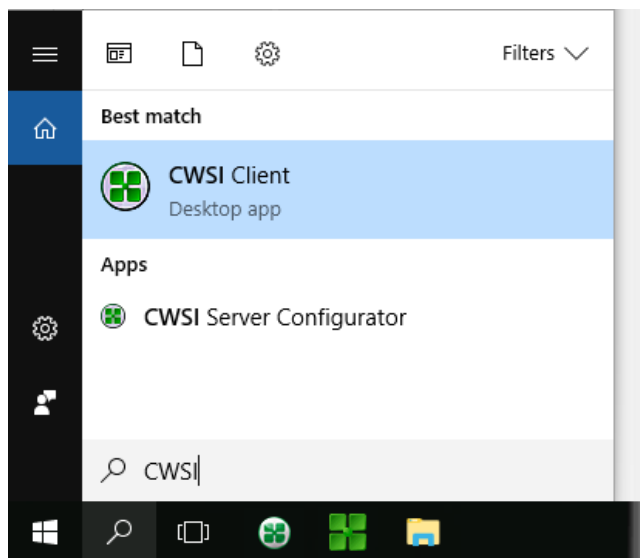 Filters
Best match
CWSI Client
Desktop app
Apps
CWSI Server Configurator
CWSI